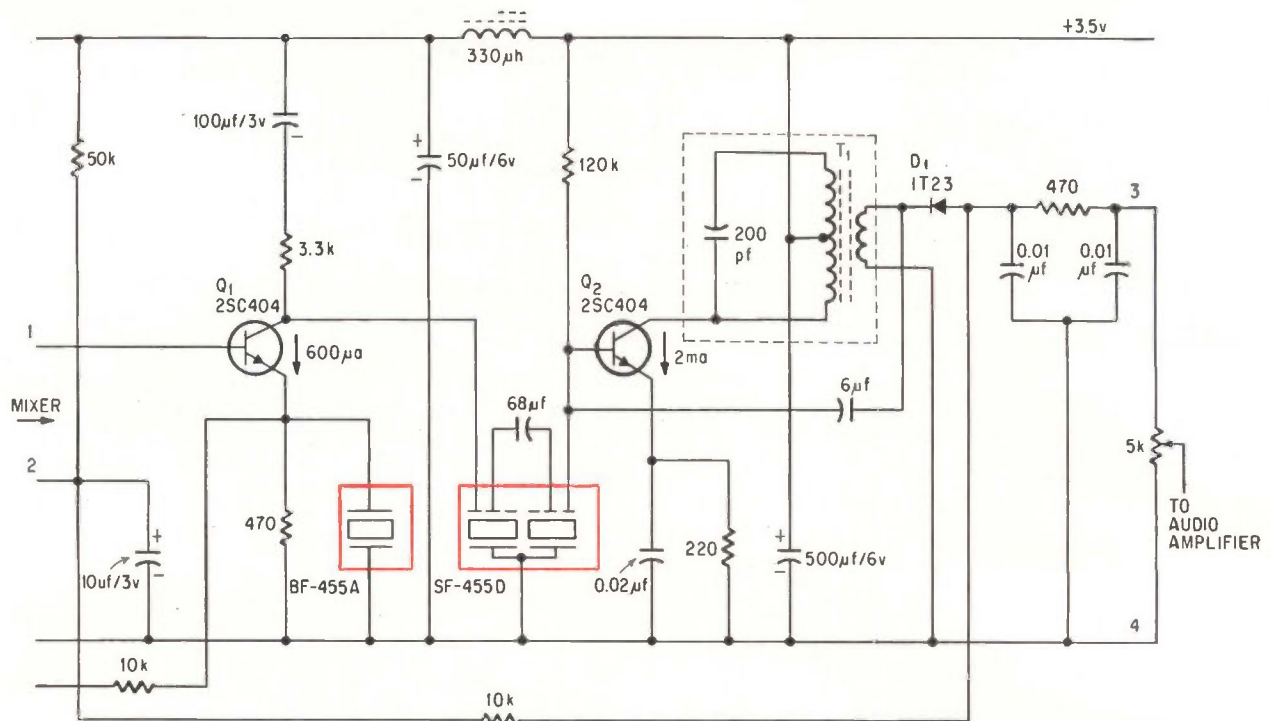 +3.5v
330µh
100µf/3v
50k
50µf/6v
120k
T1
D1
1T23
470
3
3.3k
200
pf
0.01
µf
0.01
µf
Q1
2SC404
Q2
2SC404
1
600µa
2ma
6µf
MIXER
68µf
5k
2
TO
AUDIO
AMPLIFIER
470
220
10uf/3v
BF-455A
SF-455D
0.02µf
500µf/6v
4
10k
10k